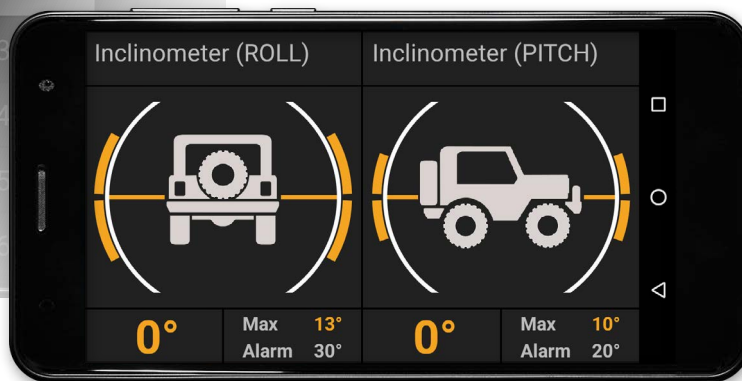 Inclinometer (ROLL)
Inclinometer (PITCH)
0°
Max 13°
Alarm 30°
0°
Max 10°
Alarm 20°